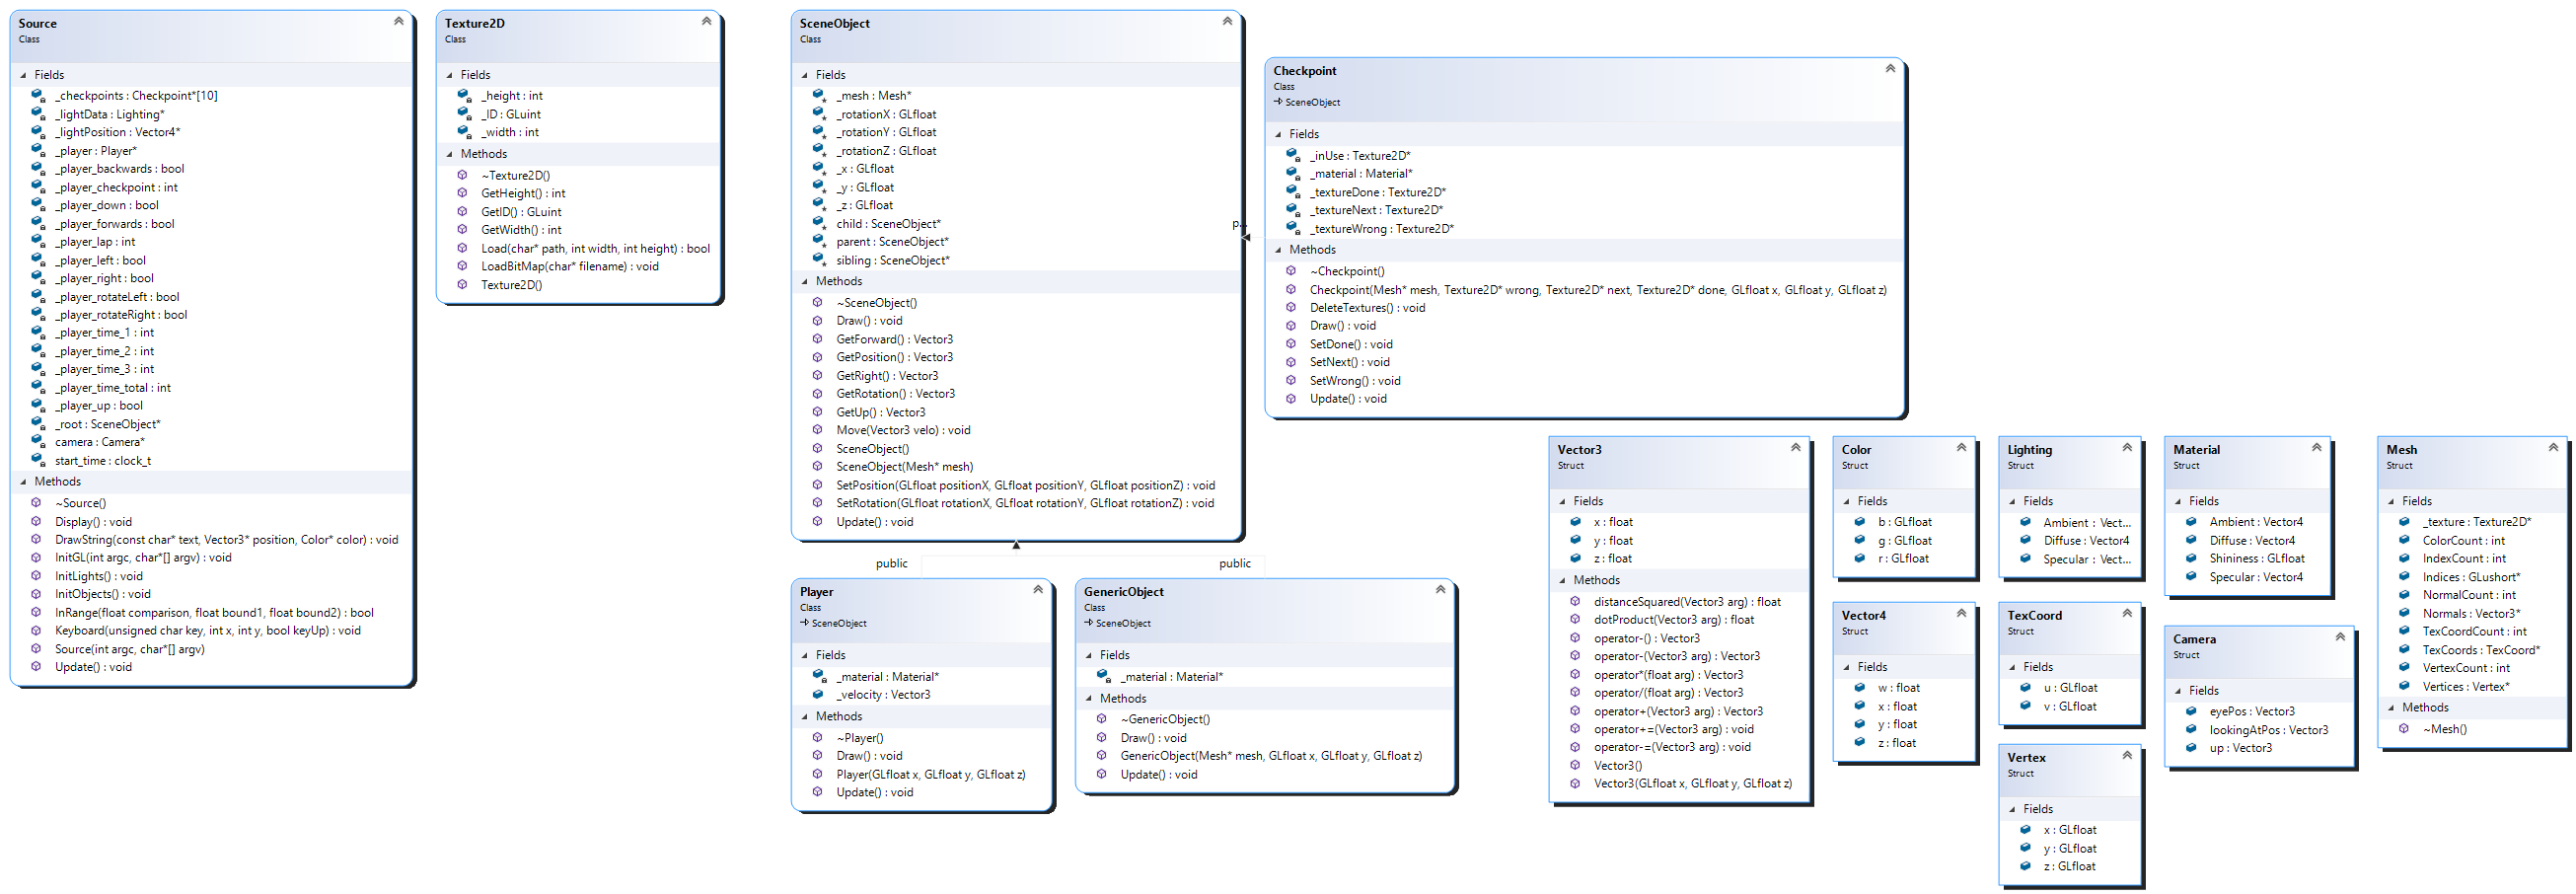 Source
Class
Fields
_checkpoints : Checkpoint*[10]
_lightData : Lighting*
_lightPosition : Vector4*
_player : Player*
_player_backwards : bool
_player_checkpoint : int
_player_down : bool
_player_forwards : bool
_player_lap : int
_player_left : bool
_player_right : bool
_player_rotateLeft : bool
_player_rotateRight : bool
_player_time_1 : int
_player_time_2 : int
_player_time_3 : int
_player_time_total : int
_player_up : bool
_root : SceneObject*
camera : Camera*
start_time : clock_t
Methods
~Source()
Display() : void
DrawString(const char* text, Vector3* position, Color* color) : void
InitGL(int argc, char*[] argv) : void
InitLights() : void
InitObjects() : void
InRange(float comparison, float bound1, float bound2) : bool
Keyboard(unsigned char key, int x, int y, bool keyUp) : void
Source(int argc, char*[] argv)
Update() : void
Texture2D
Class
Fields
_height : int
_ID : GLuint
_width : int
Methods
~Texture2D()
GetHeight() : int
GetID() : GLuint
GetWidth() : int
Load(char* path, int width, int height) : bool
LoadBitMap(char* filename) : void
Texture2D()
SceneObject
Class
Fields
_mesh : Mesh*
_rotationX : GLfloat
_rotationY : GLfloat
_rotationZ : GLfloat
_x : GLfloat
_y : GLfloat
_z : GLfloat
child : SceneObject*
parent : SceneObject*
sibling : SceneObject*
Methods
~SceneObject()
Draw() : void
GetForward() : Vector3
GetPosition() : Vector3
GetRight() : Vector3
GetRotation() : Vector3
GetUp() : Vector3
Move(Vector3 velo) : void
SceneObject()
SceneObject(Mesh* mesh)
SetPosition(GLfloat positionX, GLfloat positionY, GLfloat positionZ) : void
SetRotation(GLfloat rotationX, GLfloat rotationY, GLfloat rotationZ) : void
Update() : void
p...
Checkpoint
Class
SceneObject
Fields
_inUse : Texture2D*
_material : Material*
_textureDone : Texture2D*
_textureNext : Texture2D*
_textureWrong : Texture2D*
Methods
~Checkpoint()
Checkpoint(Mesh* mesh, Texture2D* wrong, Texture2D* next, Texture2D* done, GLfloat x, GLfloat y, GLfloat z)
DeleteTextures() : void
Draw() : void
SetDone() : void
SetNext() : void
SetWrong() : void
Update() : void
public
public
Player
Class
SceneObject
Fields
_material : Material*
_velocity : Vector3
Methods
~Player()
Draw() : void
Player(GLfloat x, GLfloat y, GLfloat z)
Update() : void
GenericObject
Class
SceneObject
Fields
_material : Material*
Methods
~GenericObject()
Draw() : void
GenericObject(Mesh* mesh, GLfloat x, GLfloat y, GLfloat z)
Update() : void
Vector3
Struct
Fields
x : float
y : float
z : float
Methods
distanceSquared(Vector3 arg) : float
dotProduct(Vector3 arg) : float
operator-() : Vector3
operator-(Vector3 arg) : Vector3
operator*(float arg) : Vector3
operator/(float arg) : Vector3
operator+(Vector3 arg) : Vector3
operator+=(Vector3 arg) : void
operator-=(Vector3 arg) : void
Vector3()
Vector3(GLfloat x, GLfloat y, GLfloat z)
Color
Struct
Fields
b : GLfloat
g : GLfloat
r : GLfloat
Vector4
Struct
Fields
w : float
x : float
y : float
z : float
Lighting
Struct
Fields
Ambient : Vect...
Diffuse : Vector4
Specular : Vect...
TexCoord
Struct
Fields
u : GLfloat
v : GLfloat
Vertex
Struct
Fields
x : GLfloat
y : GLfloat
z : GLfloat
Material
Struct
Fields
Ambient : Vector4
Diffuse : Vector4
Shininess : GLfloat
Specular : Vector4
Camera
Struct
Fields
eyePos : Vector3
lookingAtPos : Vector3
up : Vector3
Mesh
Struct
Fields
_texture : Texture2D*
ColorCount : int
IndexCount : int
Indices : GLushort*
NormalCount : int
Normals : Vector3*
TexCoordCount : int
TexCoords : TexCoord*
VertexCount : int
Vertices : Vertex*
Methods
~Mesh()